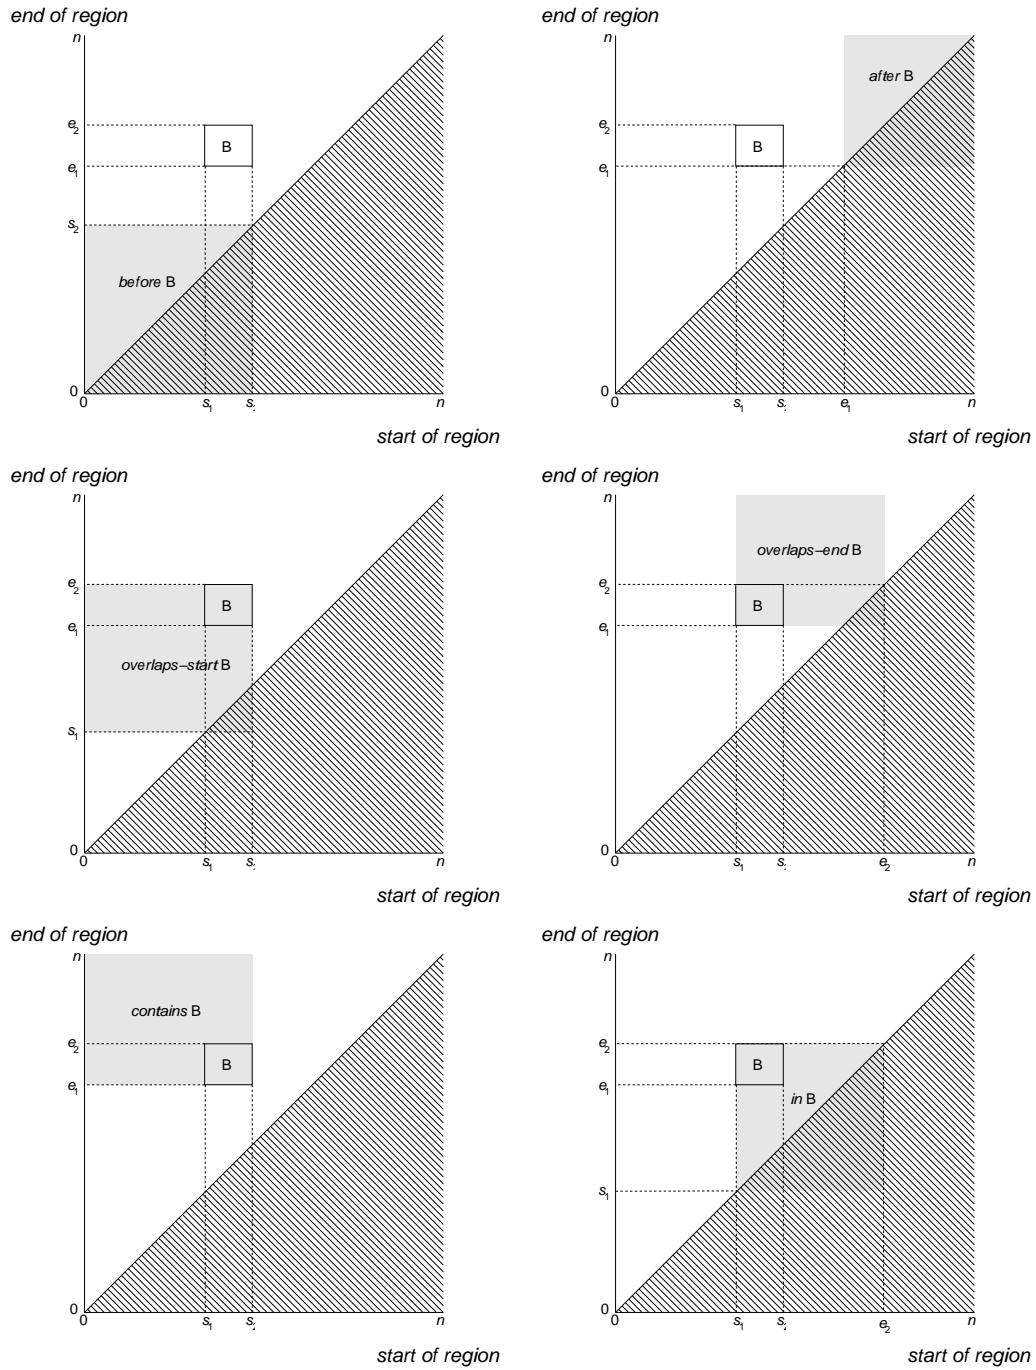 end of region
n
e2
B
e1
s2
before B
0
0 s1 s2 n
start of region
end of region
n
after B
e2
B
e1
0
0 s1 s2 e1 n
start of region
end of region
n
e2
B
e1
overlaps–start B
s1
0
0 s1 s2 n
start of region
end of region
n
overlaps–end B
e2
B
e1
0
0 s1 s2 e2 n
start of region
end of region
n
contains B
e2
B
e1
0
0 s1 s2 n
start of region
end of region
n
e2
B
e1
in B
s1
0
0 s1 s2 e2 n
start of region